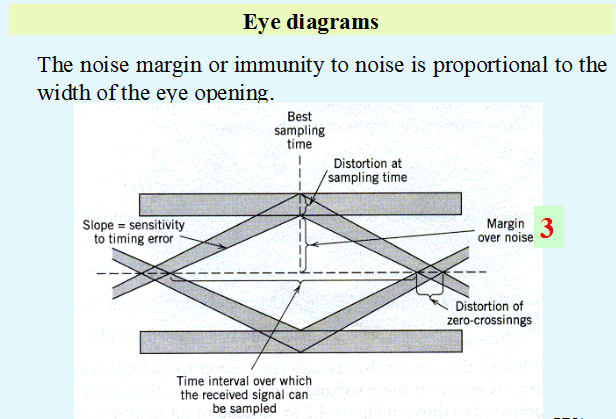 Eye diagrams
The noise margin or immunity to noise is proportional to the
width of the eye opening.
Best
sampling
time
Distortion at
sampling time
Slope = sensitivity
to timing error
Margin
over noise
3
Distortion of
zero-crossinngs
Time interval over which
the received signal can
be sampled